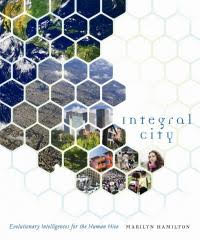 integral
city
Evolutionary Intelligences for the Human Hive MARILYN HAMILTON